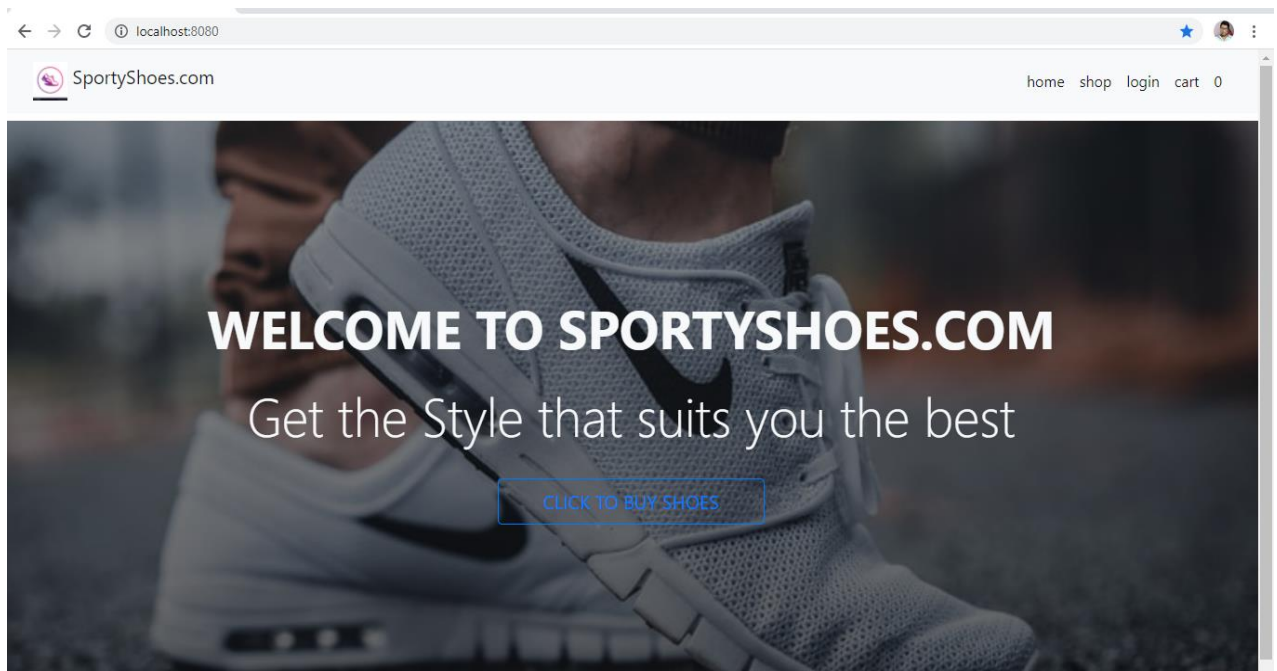 localhost:8080
SportyShoes.com
home shop login cart 0
WELCOME TO SPORTYSHOES.COM
Get the Style that suits you the best
CLICK TO BUY SHOES